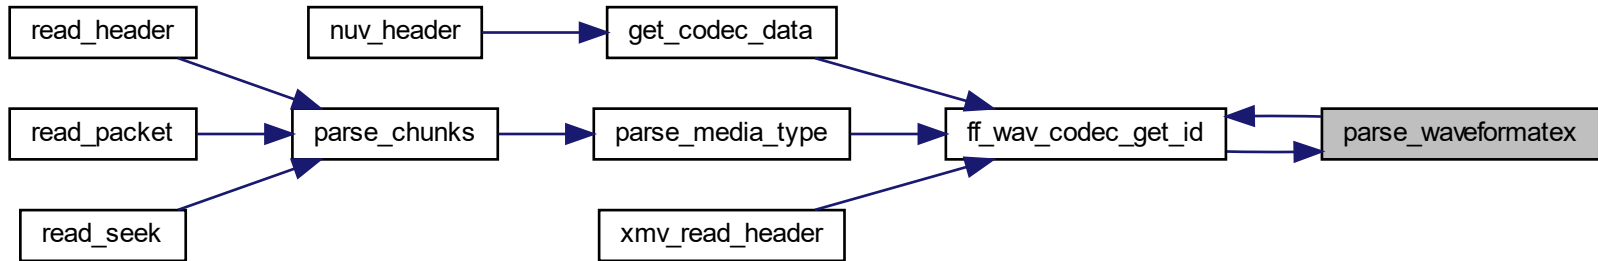 read_header
nuv_header
get_codec_data
read_packet
parse_chunks
parse_media_type
ff_wav_codec_get_id
parse_waveformatex
read_seek
xmv_read_header